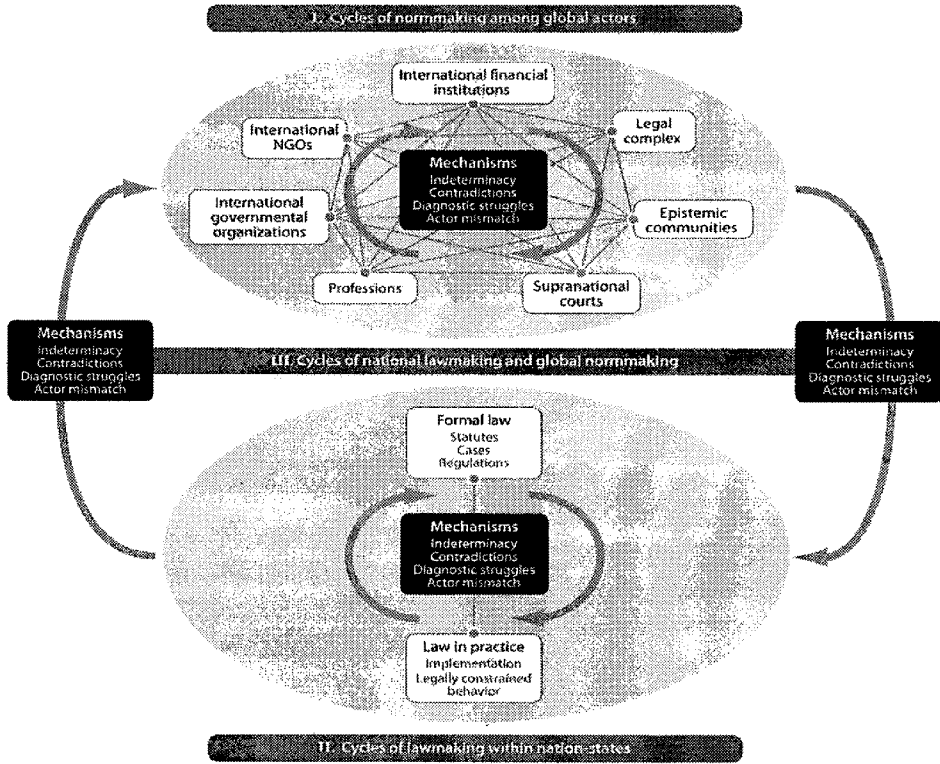 I. Cycles of normmaking among global actors
International financial
institutions
International
NGOs
Legal
complex
Mechanisms
Indeterminacy
Contradictions
Diagnostic struggles
Actor mismatch
International
governmental
organizations
Epistemic
communities
Professions
Supranational
courts
Mechanisms
Indeterminacy
Contradictions
Diagnostic struggles
Actor mismatch
III. Cycles of national lawmaking and global normmaking
Mechanisms
Indeterminacy
Contradictions
Diagnostic struggles
Actor mismatch
Formal law
Statutes
Cases
Regulations
Mechanisms
Indeterminacy
Contradictions
Diagnostic struggles
Actor mismatch
Law in practice
Implementation
Legally constrained
behavior
II. Cycles of lawmaking within nation-states